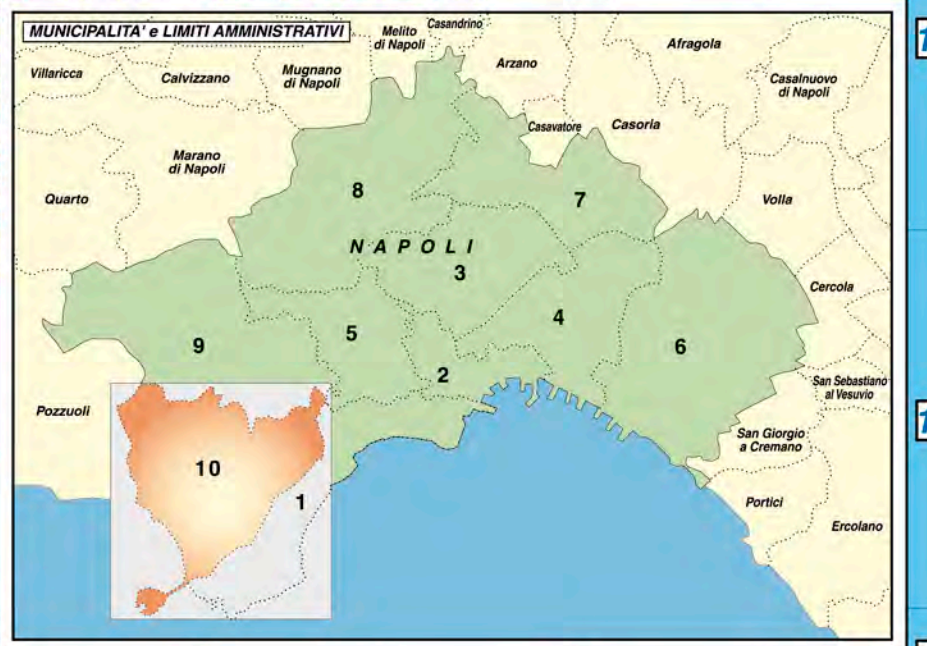 MUNICIPALITA' e LIMITI AMMINISTRATIVI
Melito
di Napoli
Casandrino
Arzano
Afragola
Villaricca
Calvizzano
Mugnano
di Napoli
Casalnuovo
di Napoli
Casavatore
Casoria
Marano
di Napoli
Quarto
8
7
Volla
NAPOLI
3
Cercola
9
5
4
6
2
San Sebastiano
al Vesuvio
Pozzuoli
San Giorgio
a Cremano
10
1
Portici
Ercolano